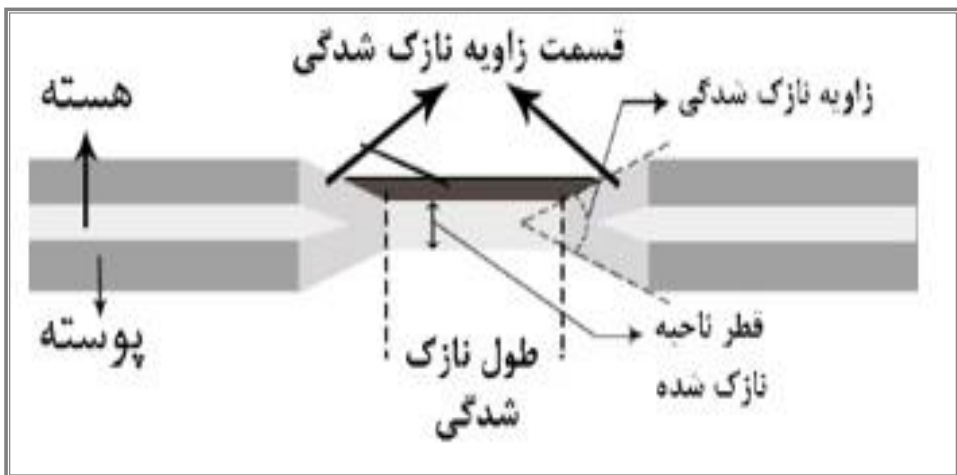 قسمت زاویه نازک شدگی
زاویه نازک شدگی
هسته
پوسته
طول نازک
شدگی
قطر ناحیه
نازک شده